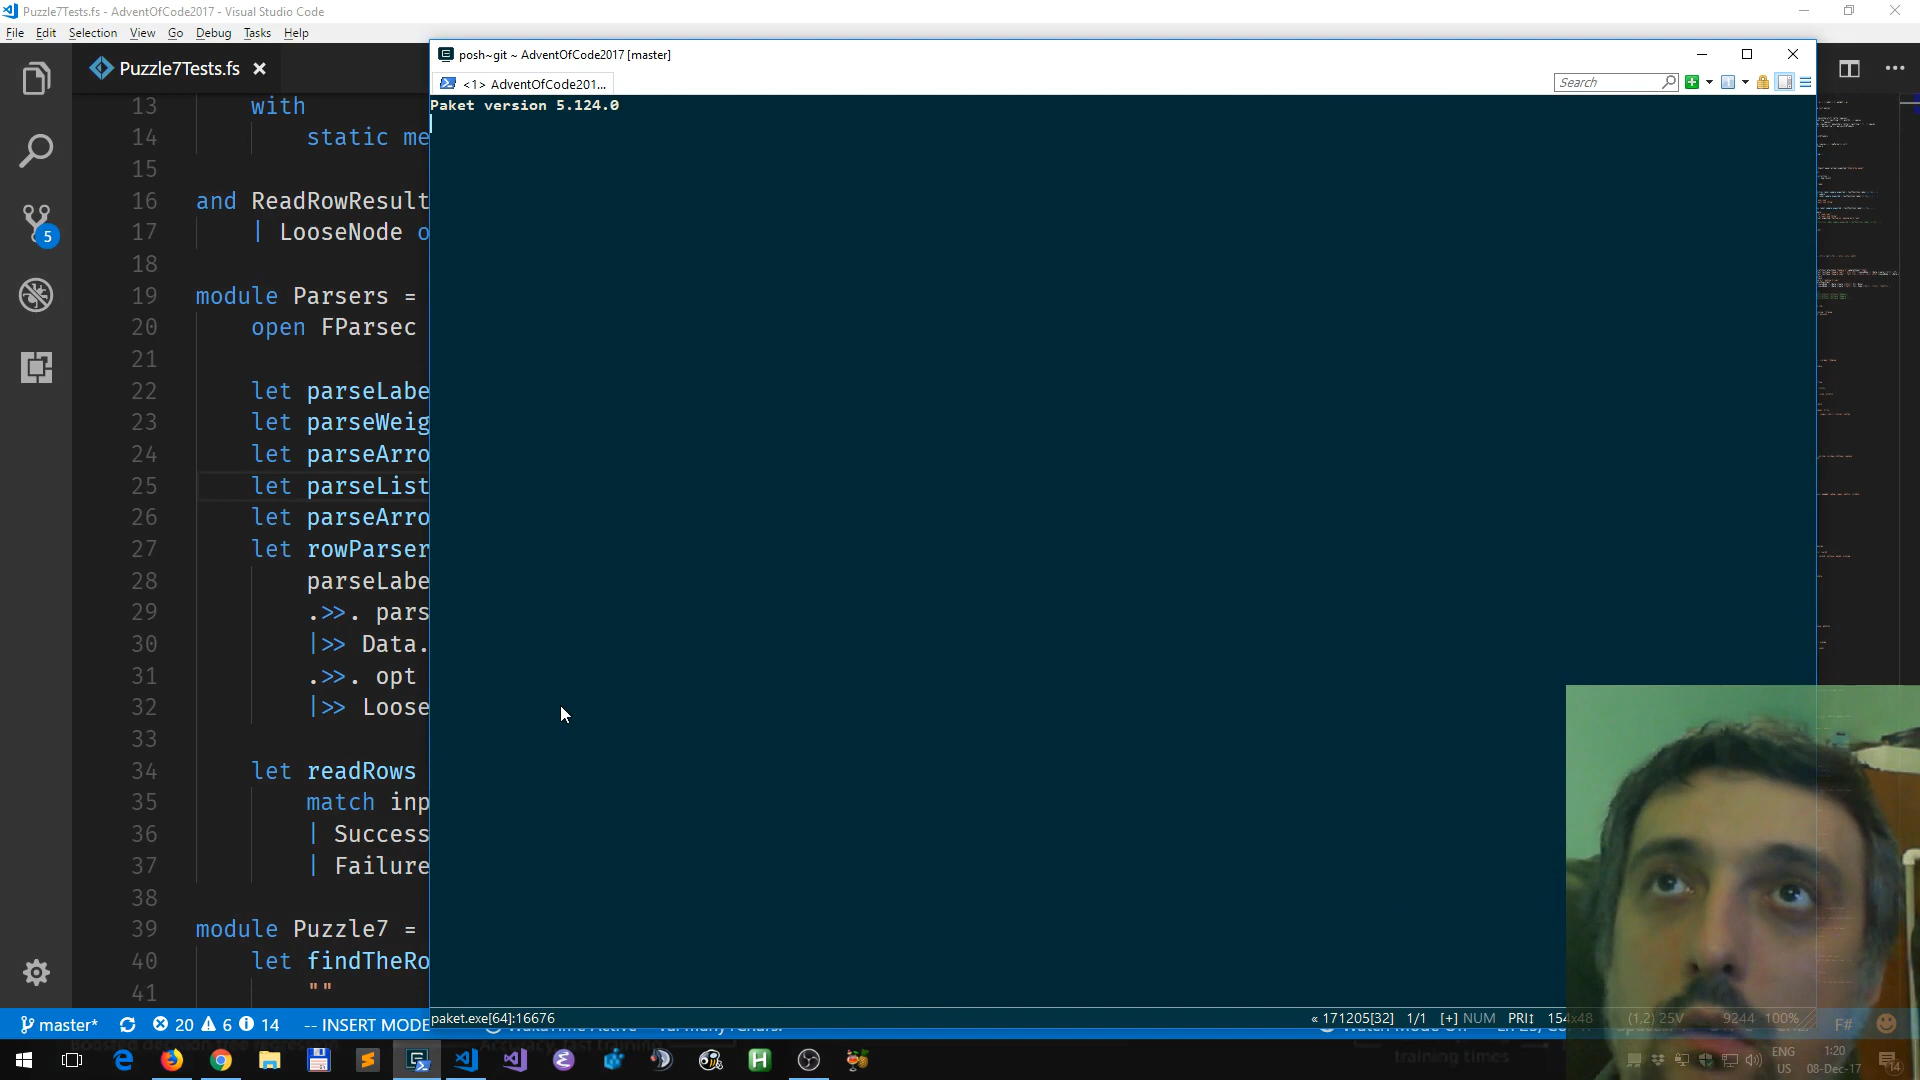 Puzzle7Tests.fs - AdventOfCode2017 - Visual Studio Code
File Edit Selection View Go Debug Tasks Help
posh~git ~ AdventOfCode2017 [master]
Puzzle7Tests.fs
<1> AdventOfCode201...
Search
Paket version 5.124.0
13 with
14 static me
15
16 and ReadRowResult
17 | LooseNode o
18
19 module Parsers =
20 open FParsec
21
22 let parseLabe
23 let parseWeig
24 let parseArro
25 let parseList
26 let parseArro
27 let rowParser
28 parseLabe
29 .>>. pars
30 |>> Data.
31 .>>. opt
32 |>> Loose
33
34 let readRows
35 match inp
36 | Success
37 | Failure
38
39 module Puzzle7 =
40 let findTheRo
41 ""
5
paket.exe[64]:16676
« 171205[32] 1/1 [+] NUM PRI↕ 154x48 (1,2) 25V 9244 100%
master* 20 6 14 -- INSERT MODE
F#
training times
ENG
US
1:20
08-Dec-17
14